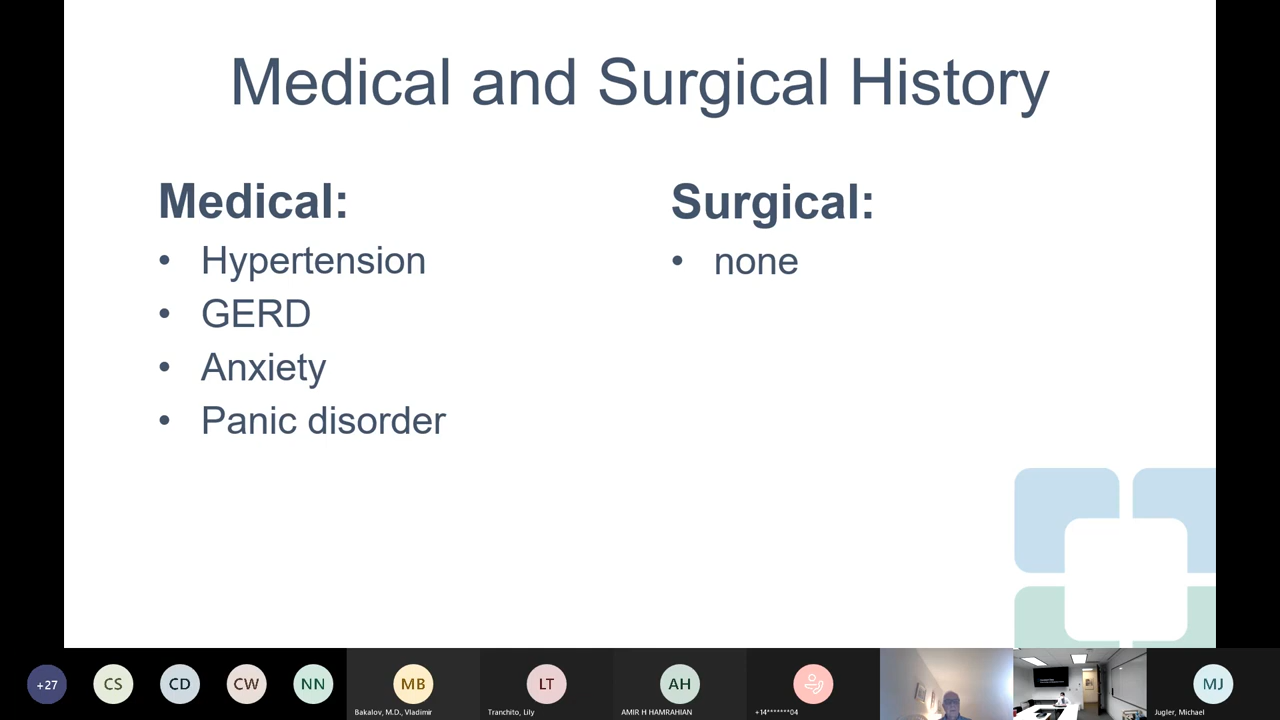 Medical and Surgical History
Medical:
• Hypertension
• GERD
• Anxiety
• Panic disorder
Surgical:
• none
+27
CS
CD
CW
NN
MB
Bakalov, M.D., Vladimir
LT
Tranchito, Lily
AH
AMIR H HAMRAHIAN
+14*******04
MJ
Jugler, Michael